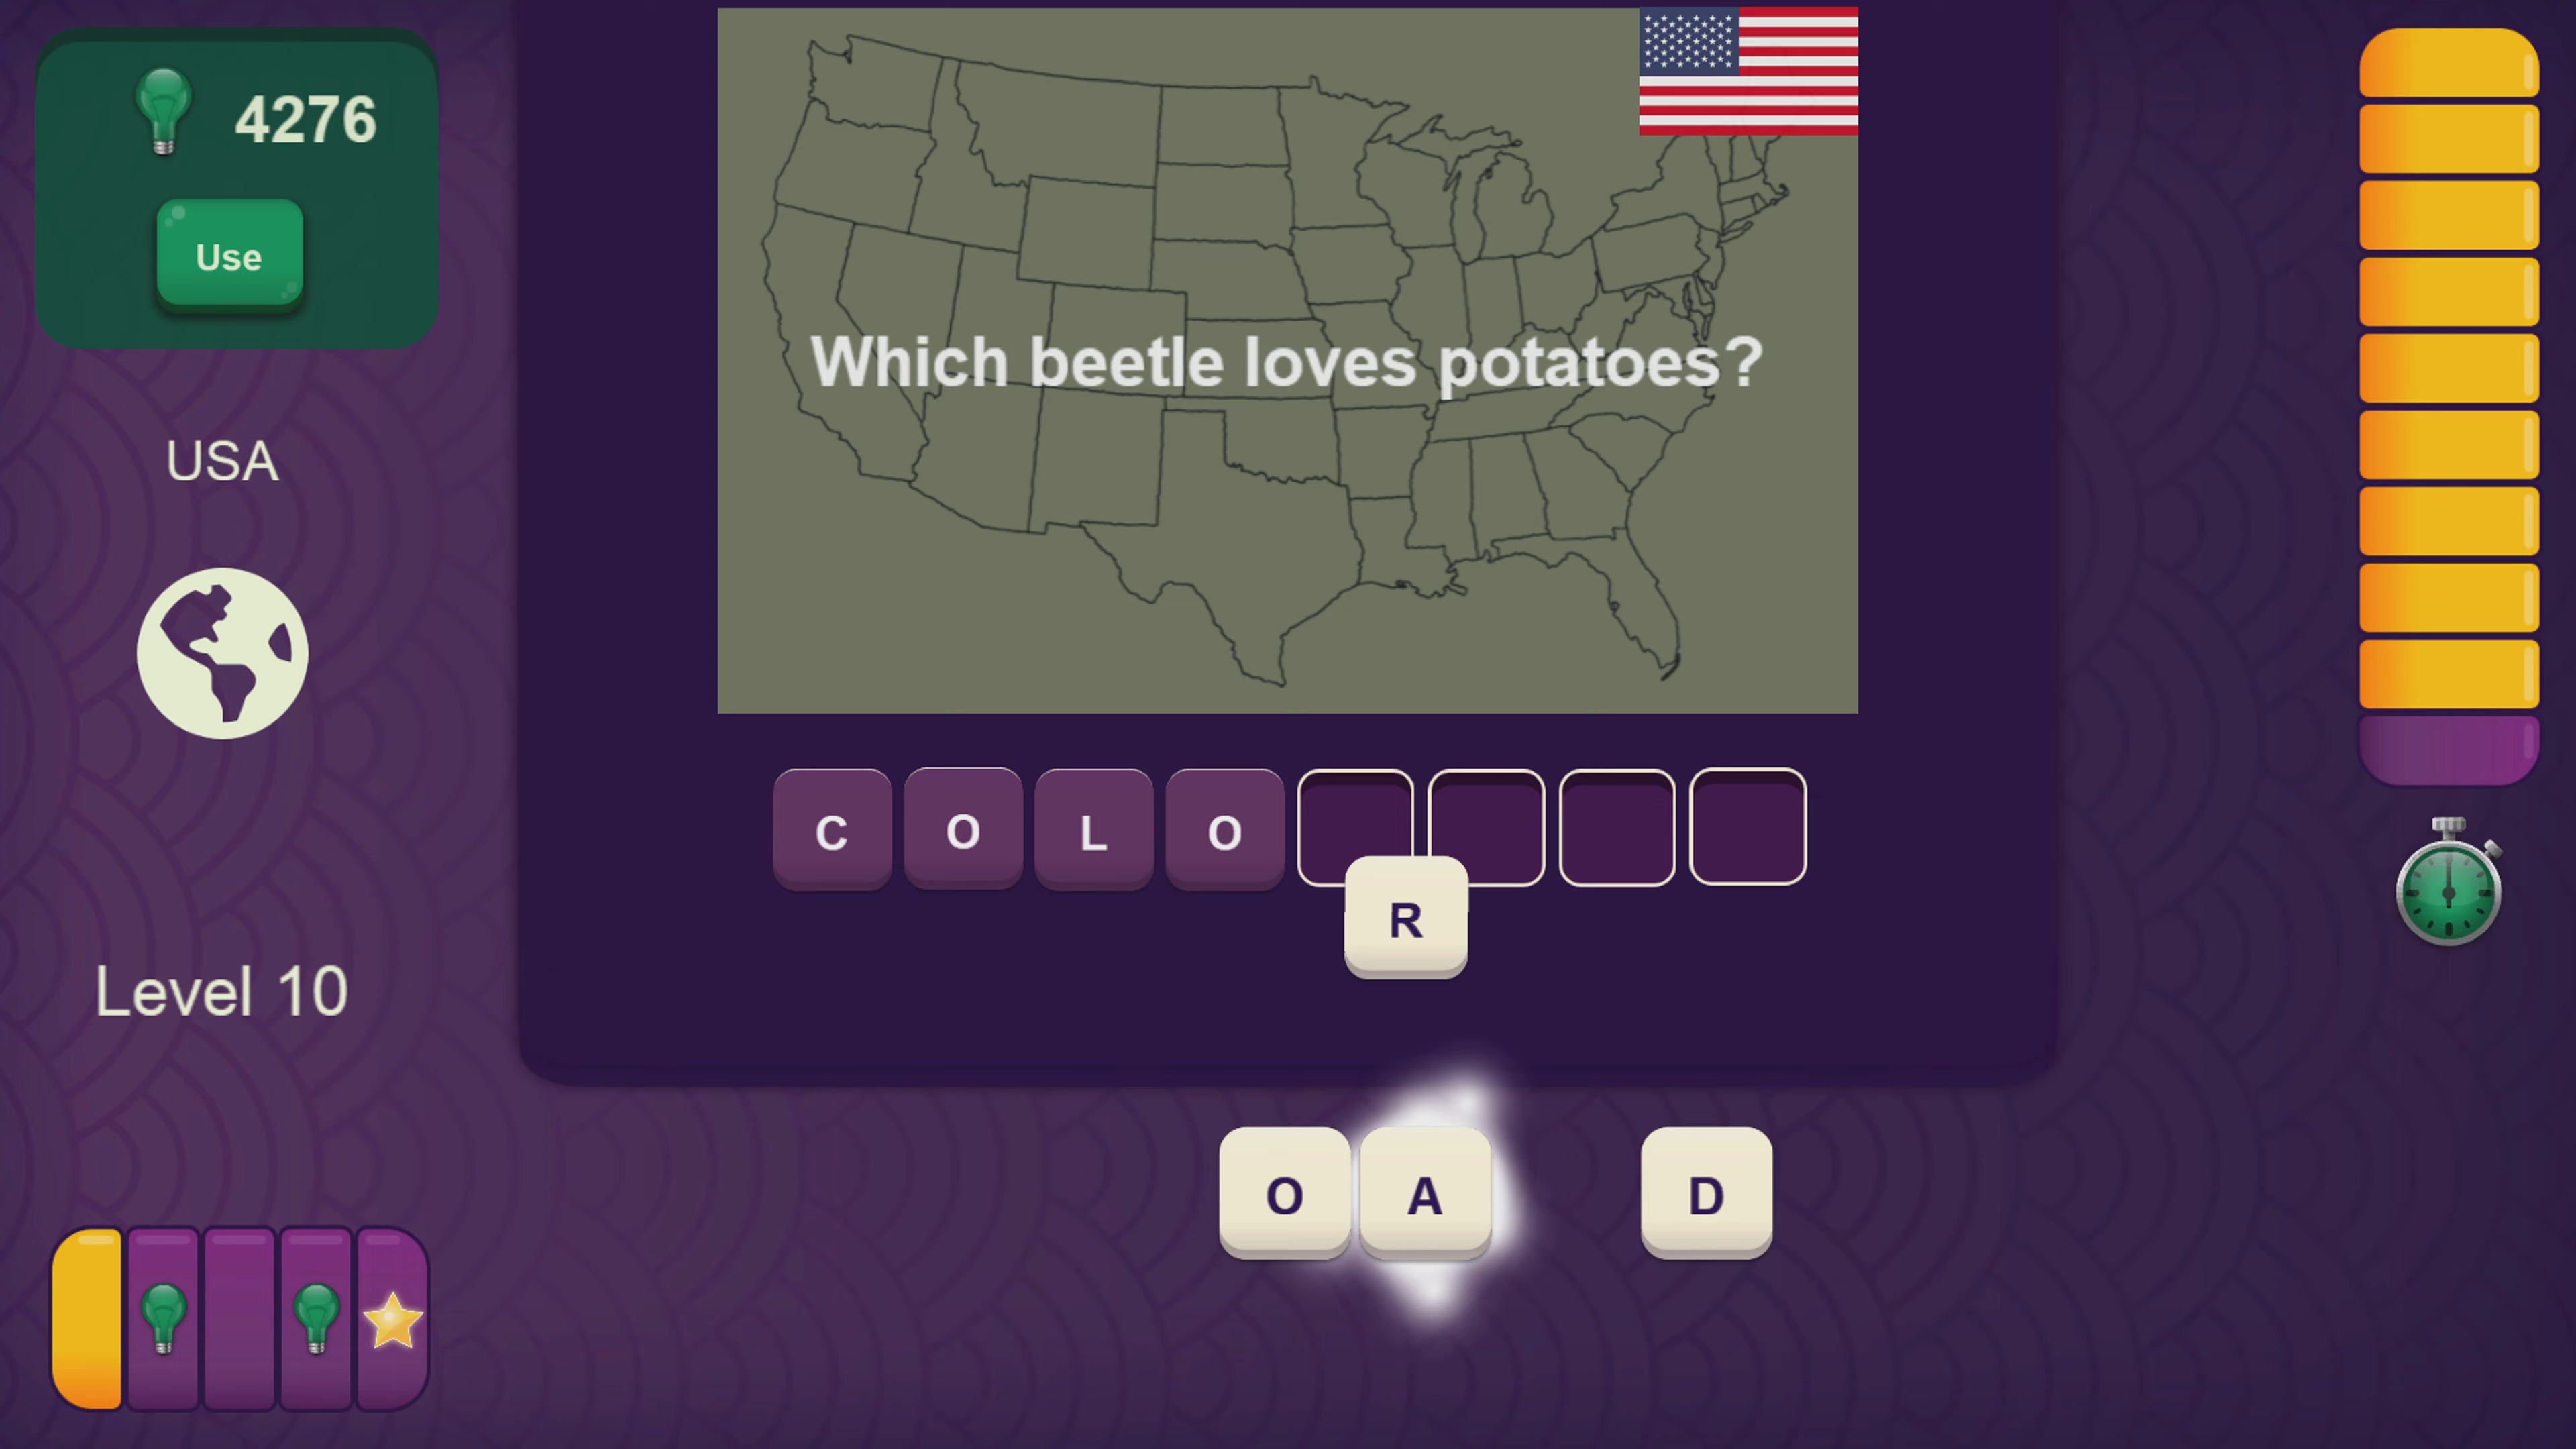 4276
Use
USA
Level 10
Which beetle loves potatoes?
C O L O
R
O A D